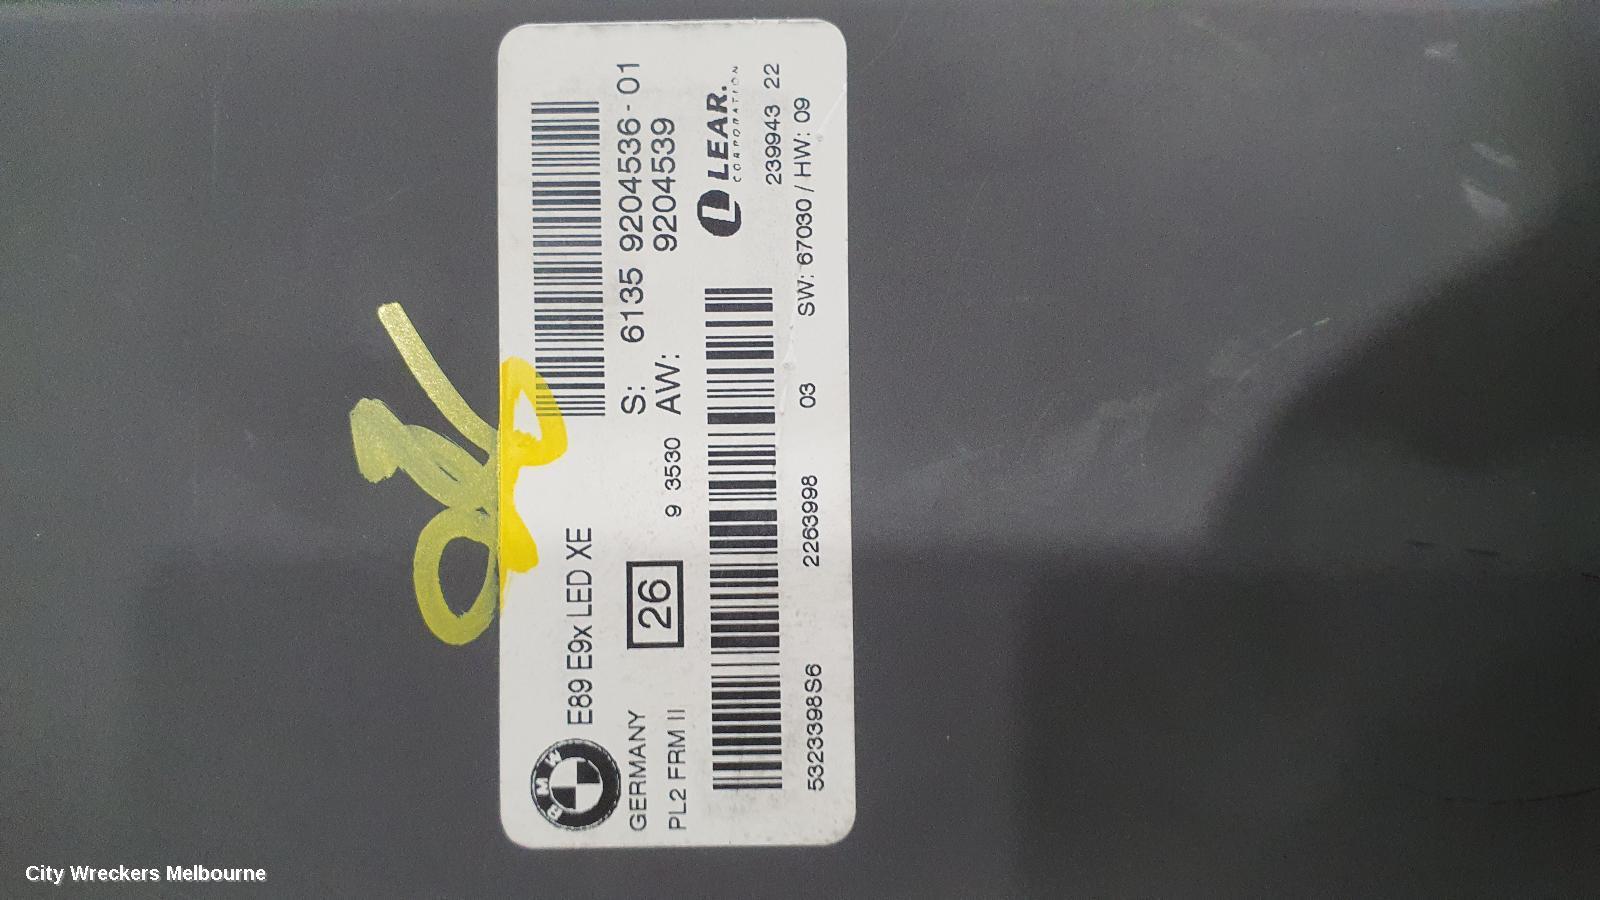 BMW
E89 E9x LED XE
GERMANY
26
PL2 FRM II
9 3530
S: 6135 9204536-01
AW: 9204539
LEAR.
CORPORATION
239943 22
5323398S6 2263998 03 SW: 67030 / HW: 09
City Wreckers Melbourne